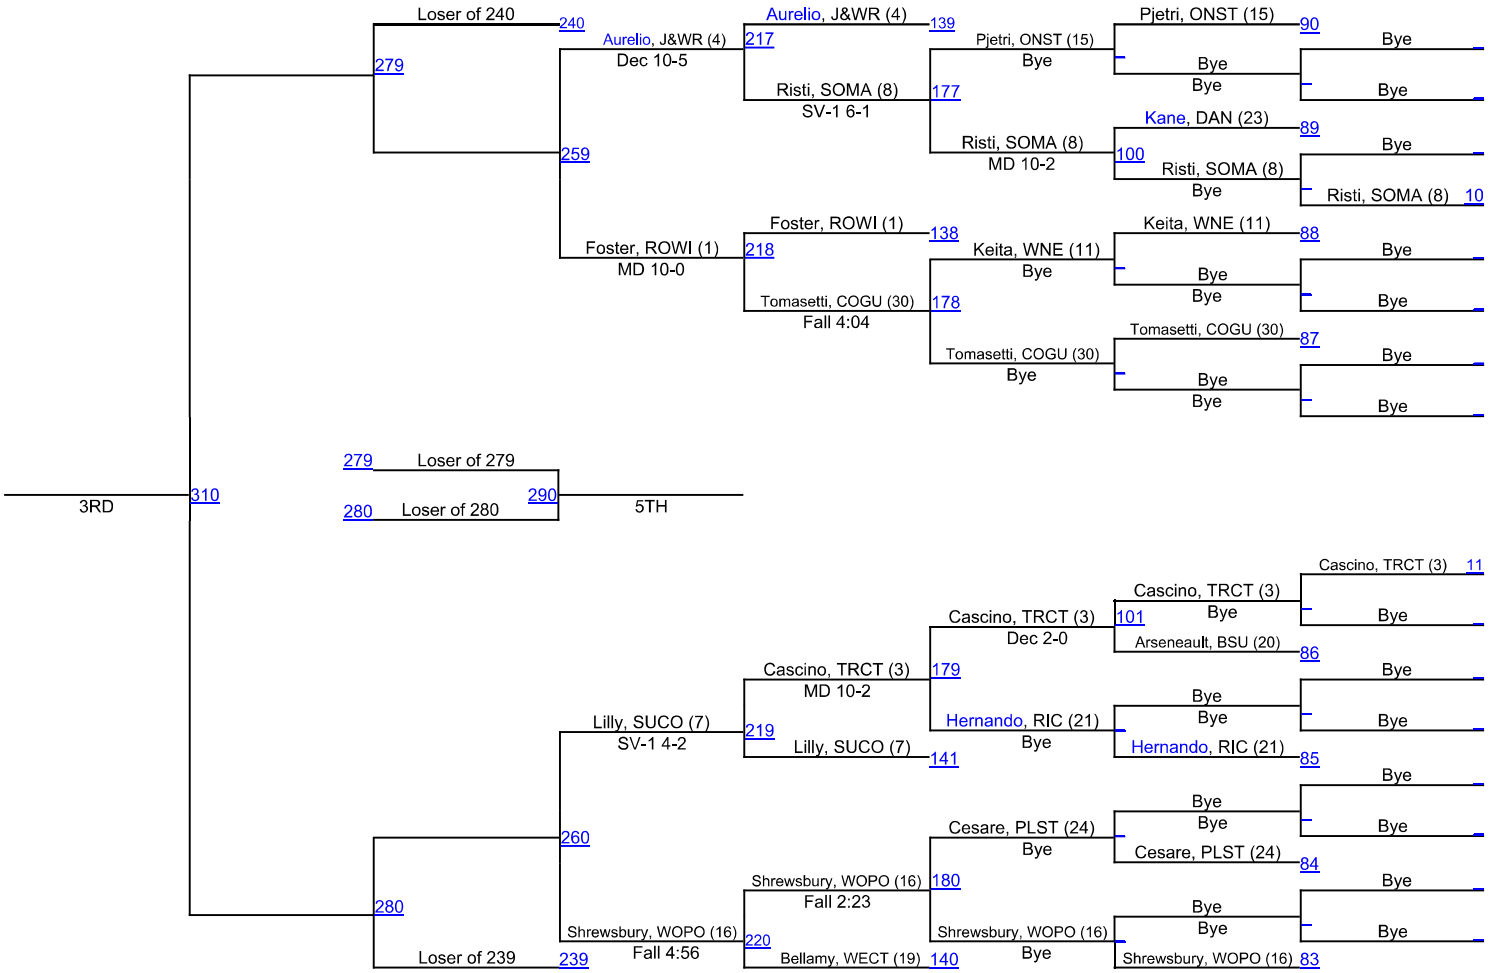 Loser of 240
240
279
Aurelio, J&WR (4)
Dec 10-5
259
Foster, ROWI (1)
MD 10-0
Aurelio, J&WR (4)
139
217
Risti, SOMA (8)
SV-1 6-1
177
Foster, ROWI (1)
138
218
Tomasetti, COGU (30)
Fall 4:04
178
Pjetri, ONST (15)
Bye
Risti, SOMA (8)
MD 10-2
100
Keita, WNE (11)
Bye
Tomasetti, COGU (30)
Bye
Pjetri, ONST (15)
90
Bye
Bye
Kane, DAN (23)
89
Risti, SOMA (8)
Bye
Keita, WNE (11)
88
Bye
Bye
Tomasetti, COGU (30)
87
Bye
Bye
Bye
Bye
Bye
Risti, SOMA (8)
10
Bye
Bye
Bye
Bye
3RD
310
279
Loser of 279
280
Loser of 280
290
5TH
Lilly, SUCO (7)
SV-1 4-2
260
Shrewsbury, WOPO (16)
Fall 4:56
280
Loser of 239
239
Cascino, TRCT (3)
MD 10-2
179
219
Lilly, SUCO (7)
141
Shrewsbury, WOPO (16)
Fall 2:23
180
220
Bellamy, WECT (19)
140
Cascino, TRCT (3)
Dec 2-0
101
Hernando, RIC (21)
Bye
Cesare, PLST (24)
Bye
Shrewsbury, WOPO (16)
Bye
Cascino, TRCT (3)
Bye
Arseneault, BSU (20)
86
Bye
Bye
Hernando, RIC (21)
85
Bye
Bye
Cesare, PLST (24)
84
Bye
Bye
Shrewsbury, WOPO (16)
83
Cascino, TRCT (3)
11
Bye
Bye
Bye
Bye
Bye
Bye
Bye